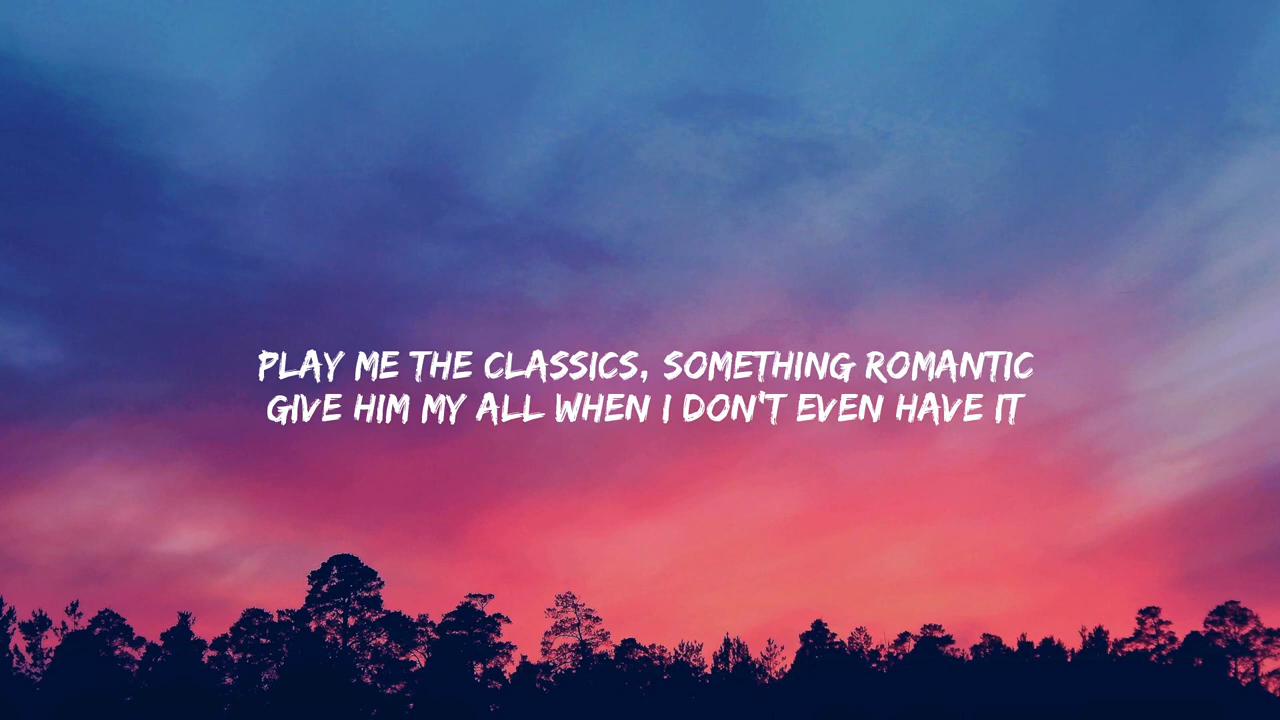 PLAY ME THE CLASSICS, SOMETHING ROMANTIC
GIVE HIM MY ALL WHEN I DON'T EVEN HAVE IT